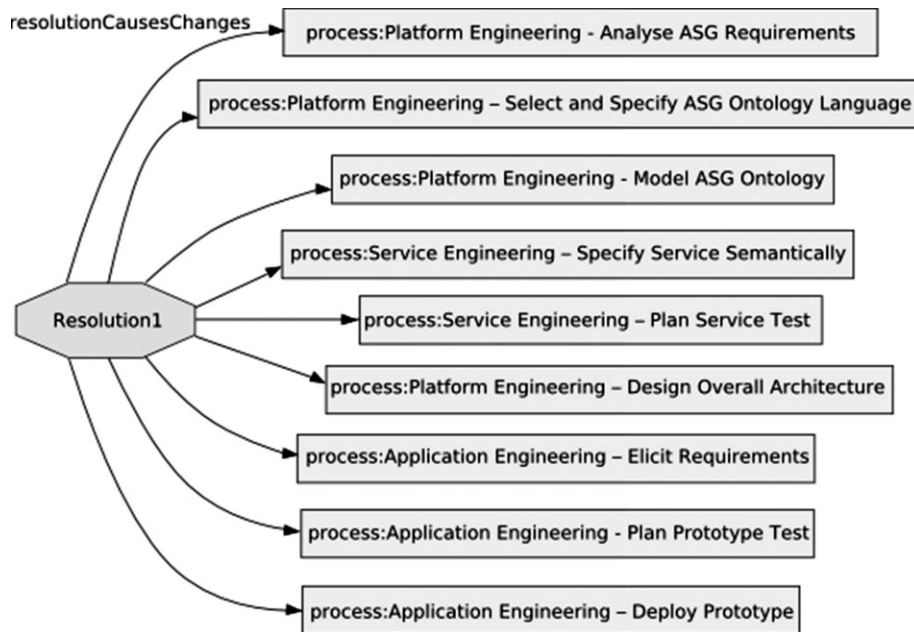 resolutionCausesChanges
process:Platform Engineering - Analyse ASG Requirements
process:Platform Engineering – Select and Specify ASG Ontology Language
process:Platform Engineering - Model ASG Ontology
process:Service Engineering – Specify Service Semantically
Resolution1
process:Service Engineering – Plan Service Test
process:Platform Engineering – Design Overall Architecture
process:Application Engineering – Elicit Requirements
process:Application Engineering - Plan Prototype Test
process:Application Engineering – Deploy Prototype